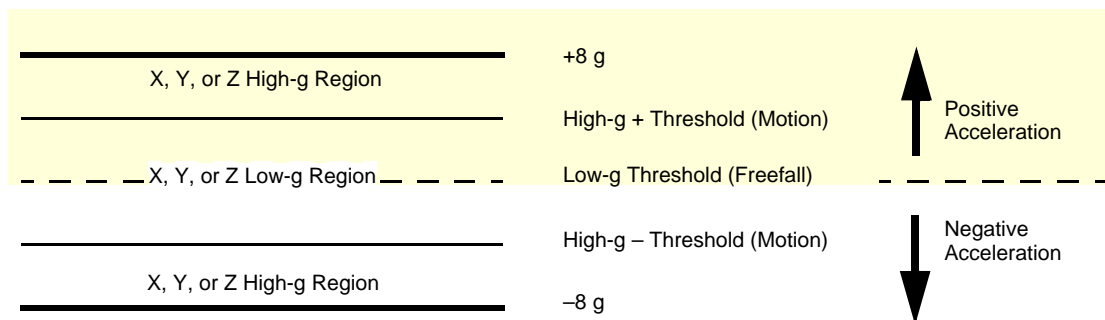 +8 g
X, Y, or Z High-g Region
High-g + Threshold (Motion)
Positive
Acceleration
X, Y, or Z Low-g Region
Low-g Threshold (Freefall)
High-g – Threshold (Motion)
Negative
Acceleration
X, Y, or Z High-g Region
–8 g